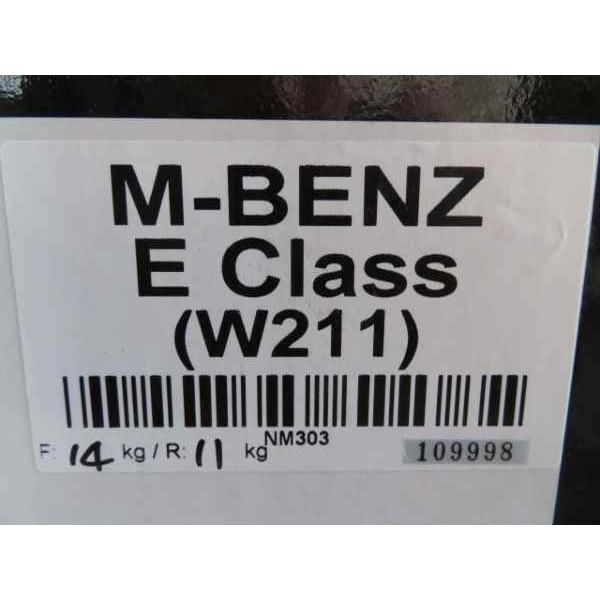 M-BENZ
E Class
(W211)
NM303
F: 14 kg / R: 11 kg
109998